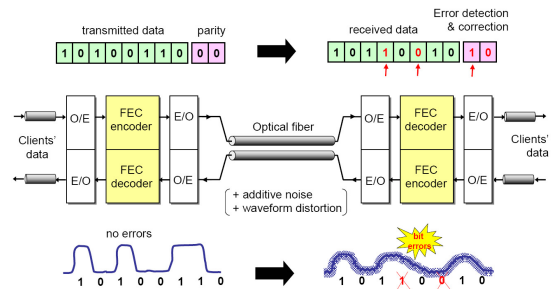 transmitted data parity
1 0 1 0 0 1 1 0 0 0
received data
Error detection
& correction
1 0 1 1 0 0 1 0 1 0
Clients'
data
O/E
FEC
encoder
E/O
E/O
FEC
decoder
O/E
Optical fiber
+ additive noise
+ waveform distortion
O/E
FEC
decoder
E/O
E/O
FEC
encoder
O/E
Clients'
data
no errors
1 0 1 0 0 1 1 0
bit
errors
1 0 1 1 0 0 1 0